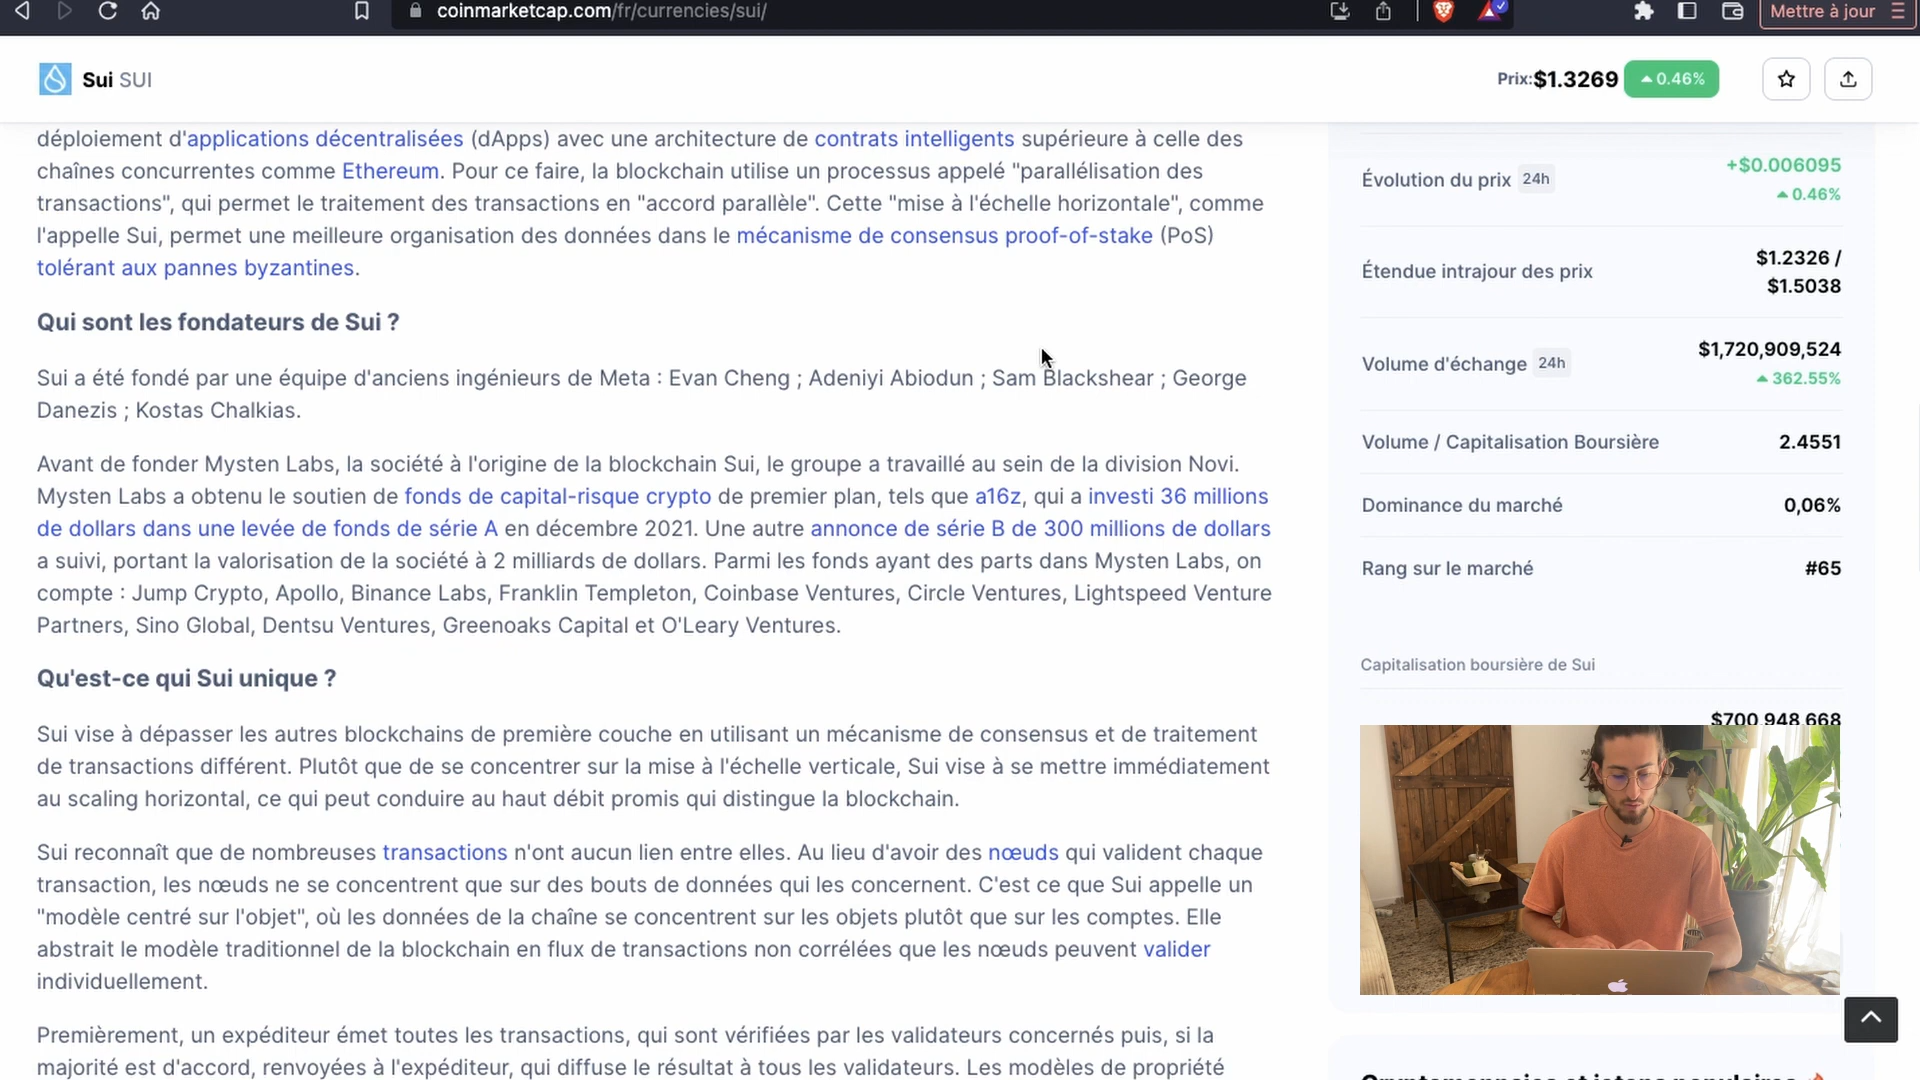 coinmarketcap.com/fr/currencies/sui/
Mettre à jour
Sui SUI
Prix:$1.3269
0.46%
déploiement d'applications décentralisées (dApps) avec une architecture de contrats intelligents supérieure à celle des
chaînes concurrentes comme Ethereum. Pour ce faire, la blockchain utilise un processus appelé "parallélisation des
transactions", qui permet le traitement des transactions en "accord parallèle". Cette "mise à l'échelle horizontale", comme
l'appelle Sui, permet une meilleure organisation des données dans le mécanisme de consensus proof-of-stake (PoS)
tolérant aux pannes byzantines.
Qui sont les fondateurs de Sui ?
Sui a été fondé par une équipe d'anciens ingénieurs de Meta : Evan Cheng ; Adeniyi Abiodun ; Sam Blackshear ; George
Danezis ; Kostas Chalkias.
Avant de fonder Mysten Labs, la société à l'origine de la blockchain Sui, le groupe a travaillé au sein de la division Novi.
Mysten Labs a obtenu le soutien de fonds de capital-risque crypto de premier plan, tels que a16z, qui a investi 36 millions
de dollars dans une levée de fonds de série A en décembre 2021. Une autre annonce de série B de 300 millions de dollars
a suivi, portant la valorisation de la société à 2 milliards de dollars. Parmi les fonds ayant des parts dans Mysten Labs, on
compte : Jump Crypto, Apollo, Binance Labs, Franklin Templeton, Coinbase Ventures, Circle Ventures, Lightspeed Venture
Partners, Sino Global, Dentsu Ventures, Greenoaks Capital et O'Leary Ventures.
Qu'est-ce qui Sui unique ?
Sui vise à dépasser les autres blockchains de première couche en utilisant un mécanisme de consensus et de traitement
de transactions différent. Plutôt que de se concentrer sur la mise à l'échelle verticale, Sui vise à se mettre immédiatement
au scaling horizontal, ce qui peut conduire au haut débit promis qui distingue la blockchain.
Sui reconnaît que de nombreuses transactions n'ont aucun lien entre elles. Au lieu d'avoir des nœuds qui valident chaque
transaction, les nœuds ne se concentrent que sur des bouts de données qui les concernent. C'est ce que Sui appelle un
"modèle centré sur l'objet", où les données de la chaîne se concentrent sur les objets plutôt que sur les comptes. Elle
abstrait le modèle traditionnel de la blockchain en flux de transactions non corrélées que les nœuds peuvent valider
individuellement.
Premièrement, un expéditeur émet toutes les transactions, qui sont vérifiées par les validateurs concernés puis, si la
majorité est d'accord, renvoyées à l'expéditeur, qui diffuse le résultat à tous les validateurs. Les modèles de propriété
Évolution du prix 24h
+$0.006095
0.46%
Étendue intrajour des prix
$1.2326 /
$1.5038
Volume d'échange 24h
$1,720,909,524
362.55%
Volume / Capitalisation Boursière
2.4551
Dominance du marché
0,06%
Rang sur le marché
#65
Capitalisation boursière de Sui
$700,948,668
Cryptomonnaies et jetons populaires